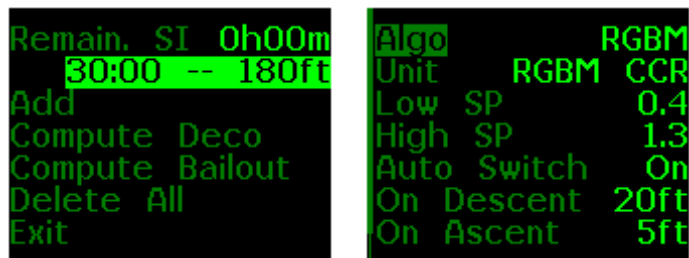 Remain. SI 0h00m
30:00 -- 180ft
Add
Compute Deco
Compute Bailout
Delete All
Exit
Algo RGBM
Unit RGBM CCR
Low SP 0.4
High SP 1.3
Auto Switch On
On Descent 20ft
On Ascent 5ft